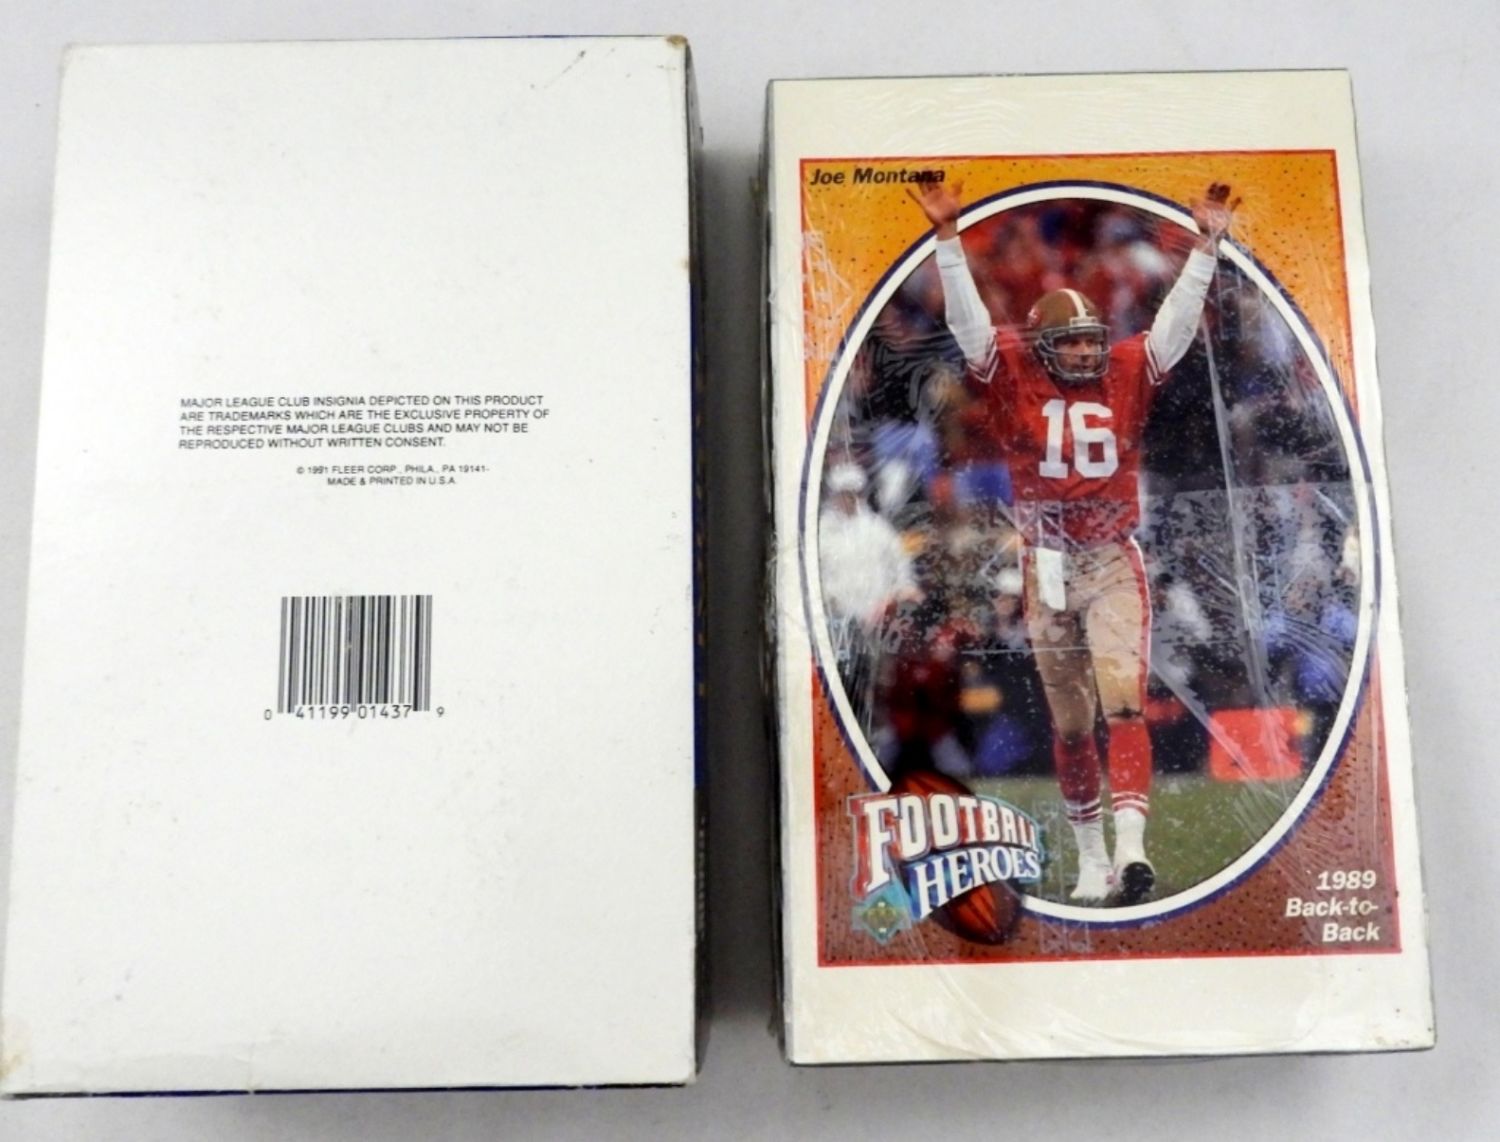 MAJOR LEAGUE CLUB INSIGNIA DEPICTED ON THIS PRODUCT
ARE TRADEMARKS WHICH ARE THE EXCLUSIVE PROPERTY OF
THE RESPECTIVE MAJOR LEAGUE CLUBS AND MAY NOT BE
REPRODUCED WITHOUT WRITTEN CONSENT.
© 1991 FLEER CORP., PHILA., PA 19141-
MADE & PRINTED IN U.S.A.
0 41199 01437 9
Joe Montana
16
FOOTBALL
HEROES
1989
Back-to-
Back